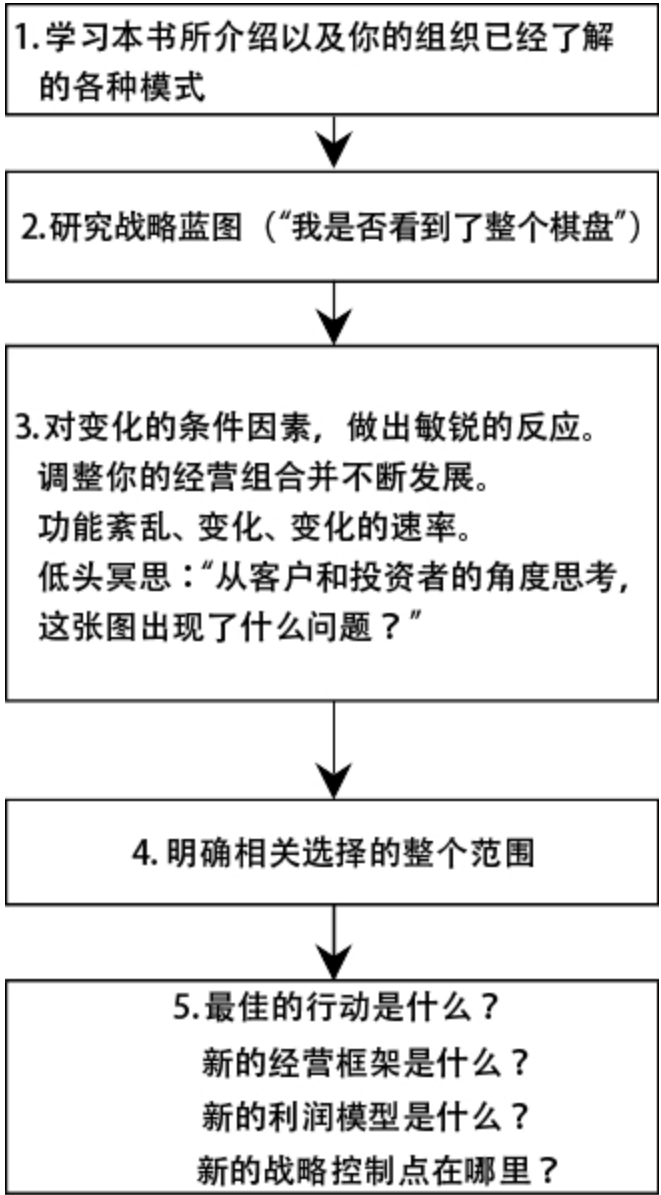 1.学习本书所介绍以及你的组织已经了解
的各种模式
2.研究战略蓝图（“我是否看到了整个棋盘”）
3.对变化的条件因素，做出敏锐的反应。
调整你的经营组合并不断发展。
功能紊乱、变化、变化的速率。
低头冥思：“从客户和投资者的角度思考，
这张图出现了什么问题？”
4.明确相关选择的整个范围
5.最佳的行动是什么？
新的经营框架是什么？
新的利润模型是什么？
新的战略控制点在哪里？